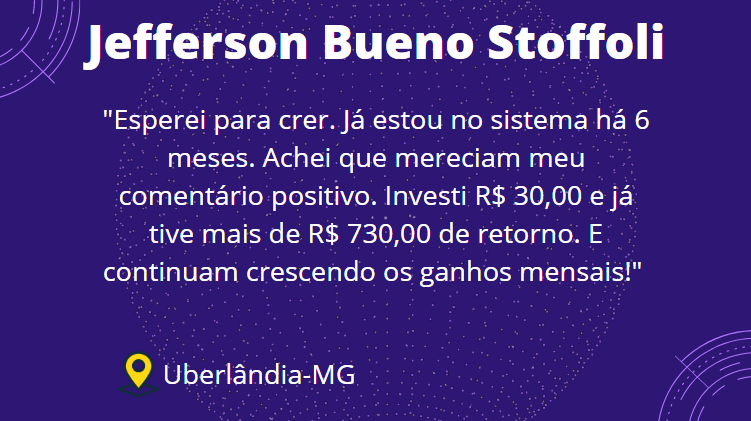 Jefferson Bueno Stoffoli
"Esperei para crer. Já estou no sistema há 6
meses. Achei que mereciam meu
comentário positivo. Investi R$ 30,00 e já
tive mais de R$ 730,00 de retorno. E
continuam crescendo os ganhos mensais!"
Uberlândia-MG